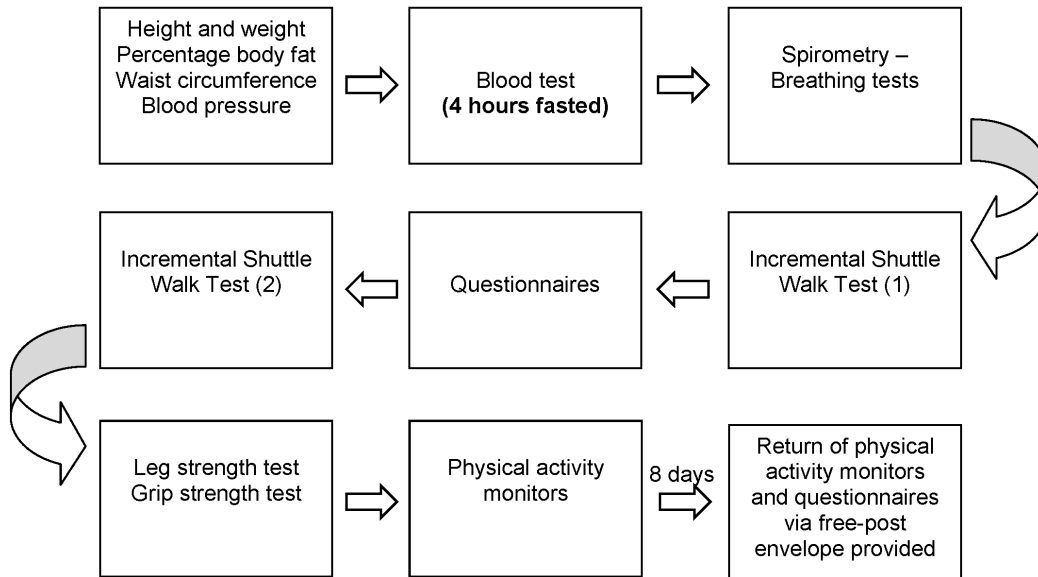 Height and weight
Percentage body fat
Waist circumference
Blood pressure
Blood test
(4 hours fasted)
Spirometry –
Breathing tests
Incremental Shuttle
Walk Test (1)
Questionnaires
Incremental Shuttle
Walk Test (2)
Leg strength test
Grip strength test
Physical activity
monitors
8 days
Return of physical
activity monitors
and questionnaires
via free-post
envelope provided